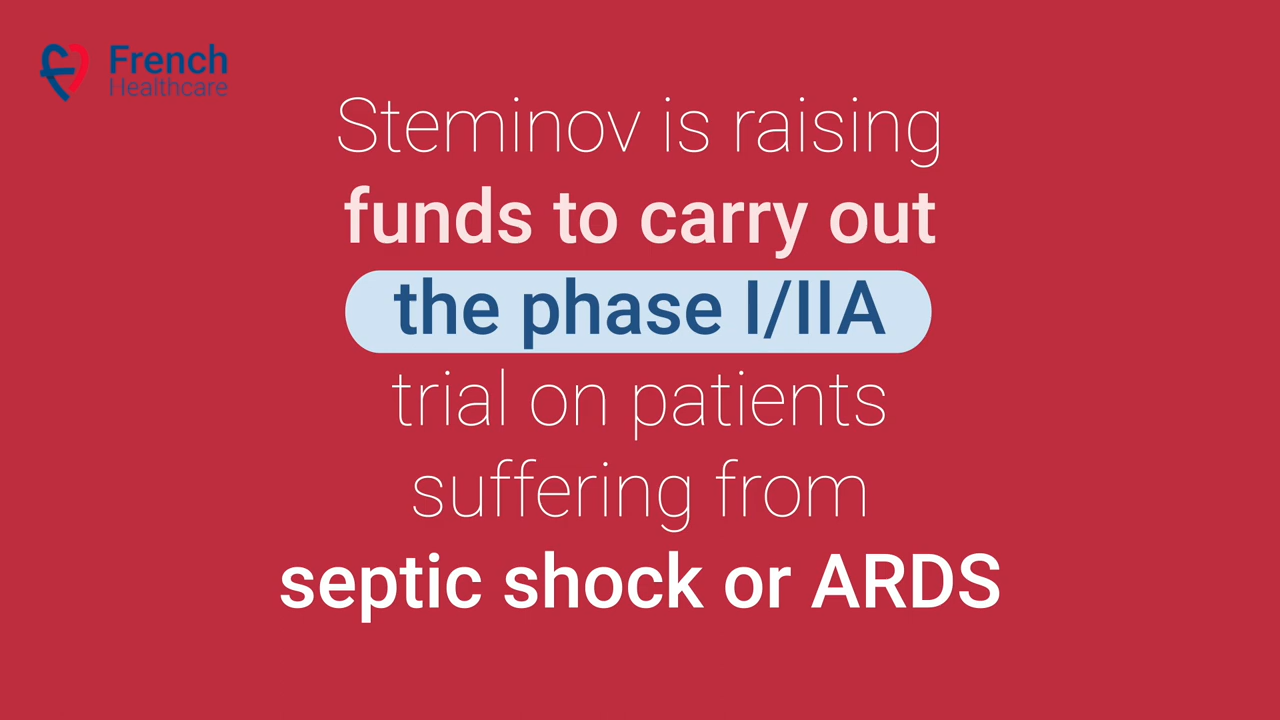 French
Healthcare
Steminov is raising
funds to carry out
the phase I/IIA
trial on patients
suffering from
septic shock or ARDS